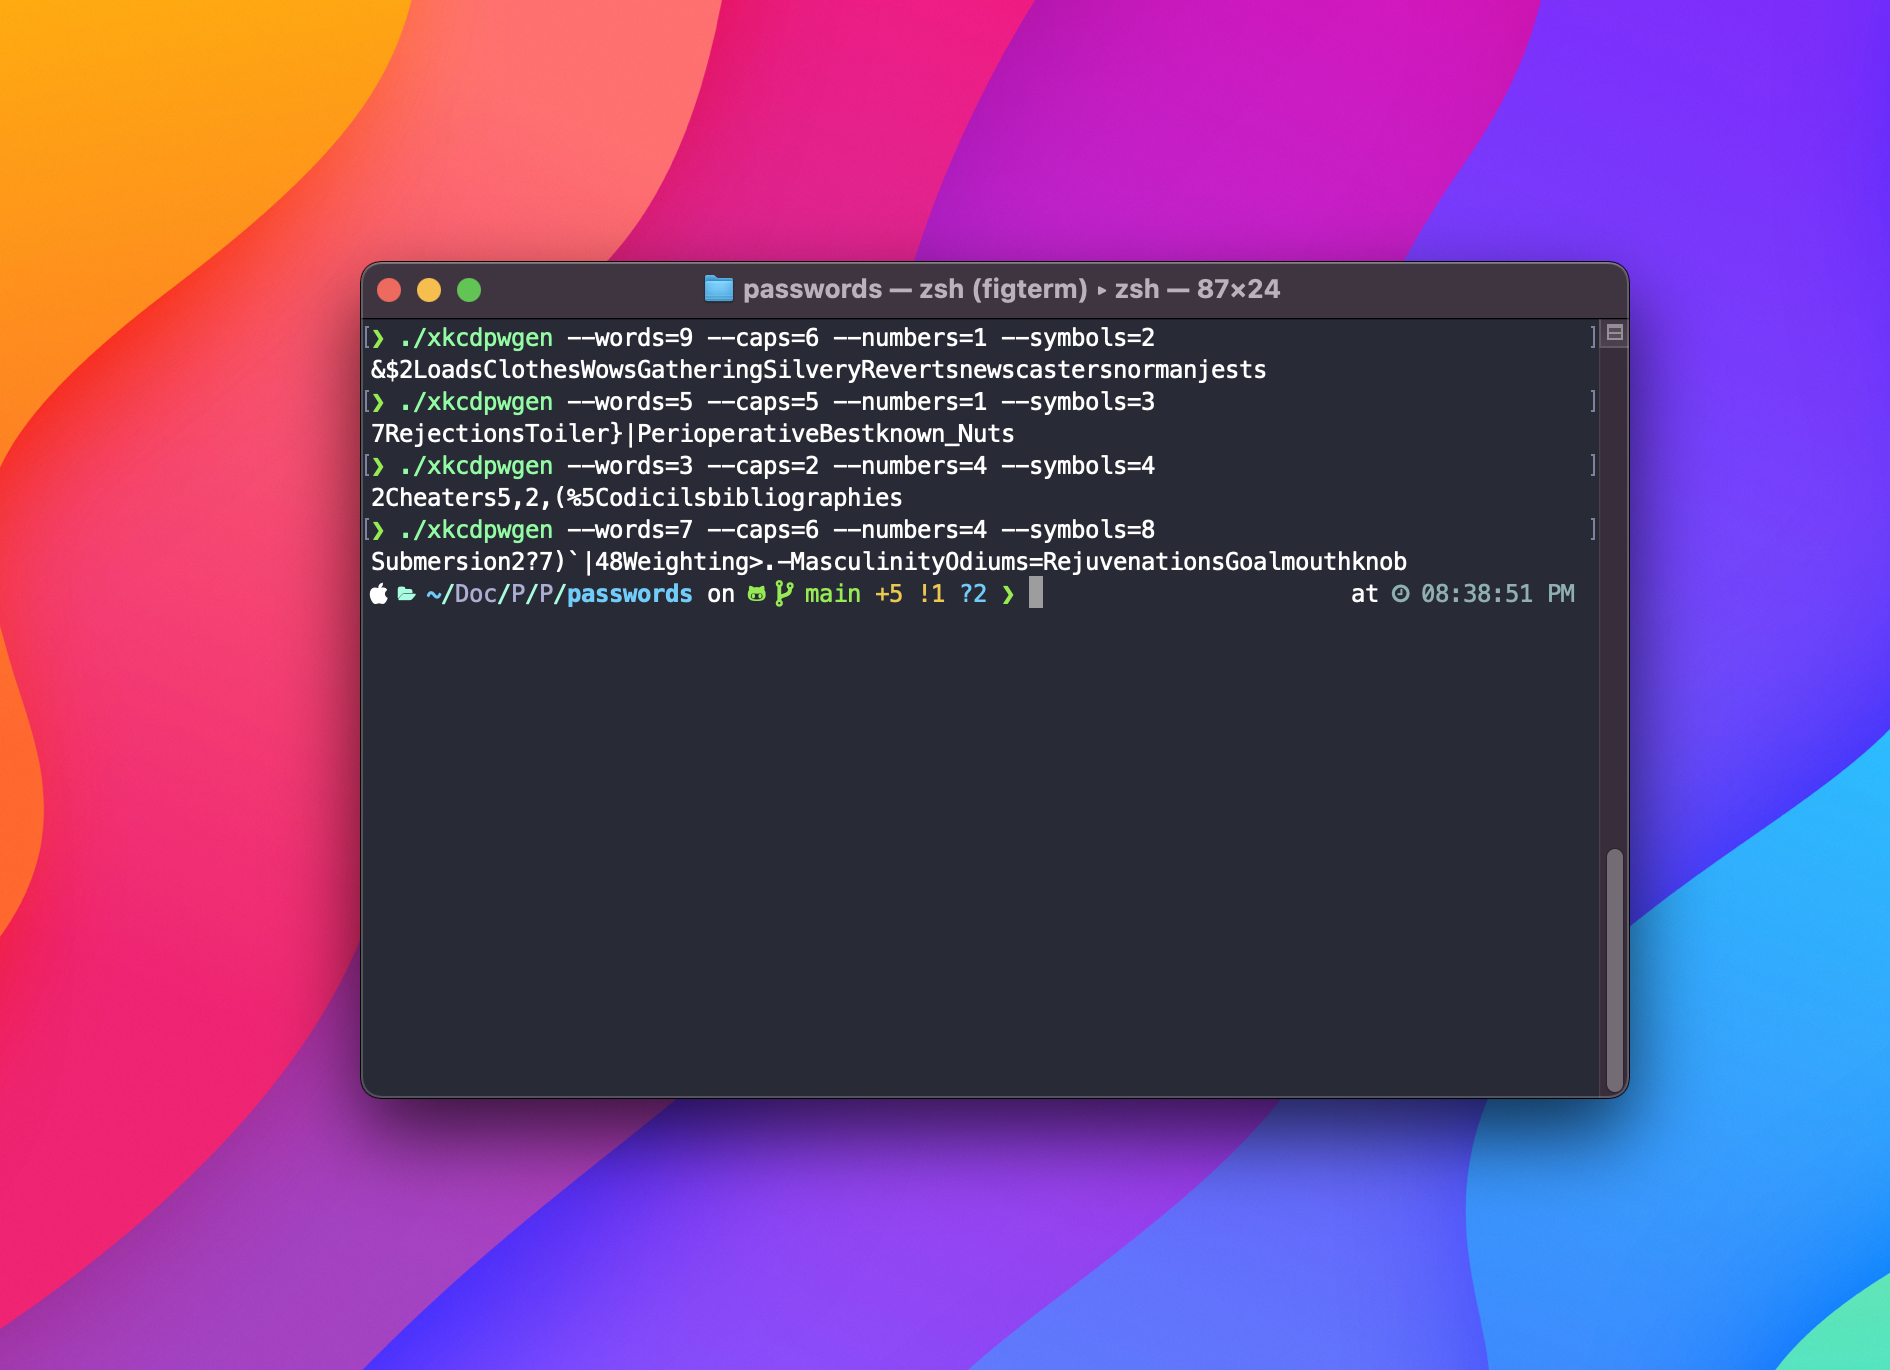 passwords — zsh (figterm) ▸ zsh — 87×24
[❯ ./xkcdpwgen --words=9 --caps=6 --numbers=1 --symbols=2 ]
&$2LoadsClothesWowsGatheringSilveryRevertsnewscastersnormanjests
[❯ ./xkcdpwgen --words=5 --caps=5 --numbers=1 --symbols=3 ]
7RejectionsToiler}|PerioperativeBestknown_Nuts
[❯ ./xkcdpwgen --words=3 --caps=2 --numbers=4 --symbols=4 ]
2Cheaters5,2,(%5Codicilsbibliographies
[❯ ./xkcdpwgen --words=7 --caps=6 --numbers=4 --symbols=8 ]
Submersion2?7)`|48Weighting>.-MasculinityOdiums=RejuvenationsGoalmouthknob
~/Doc/P/P/passwords on main +5 !1 ?2 ❯ at 08:38:51 PM